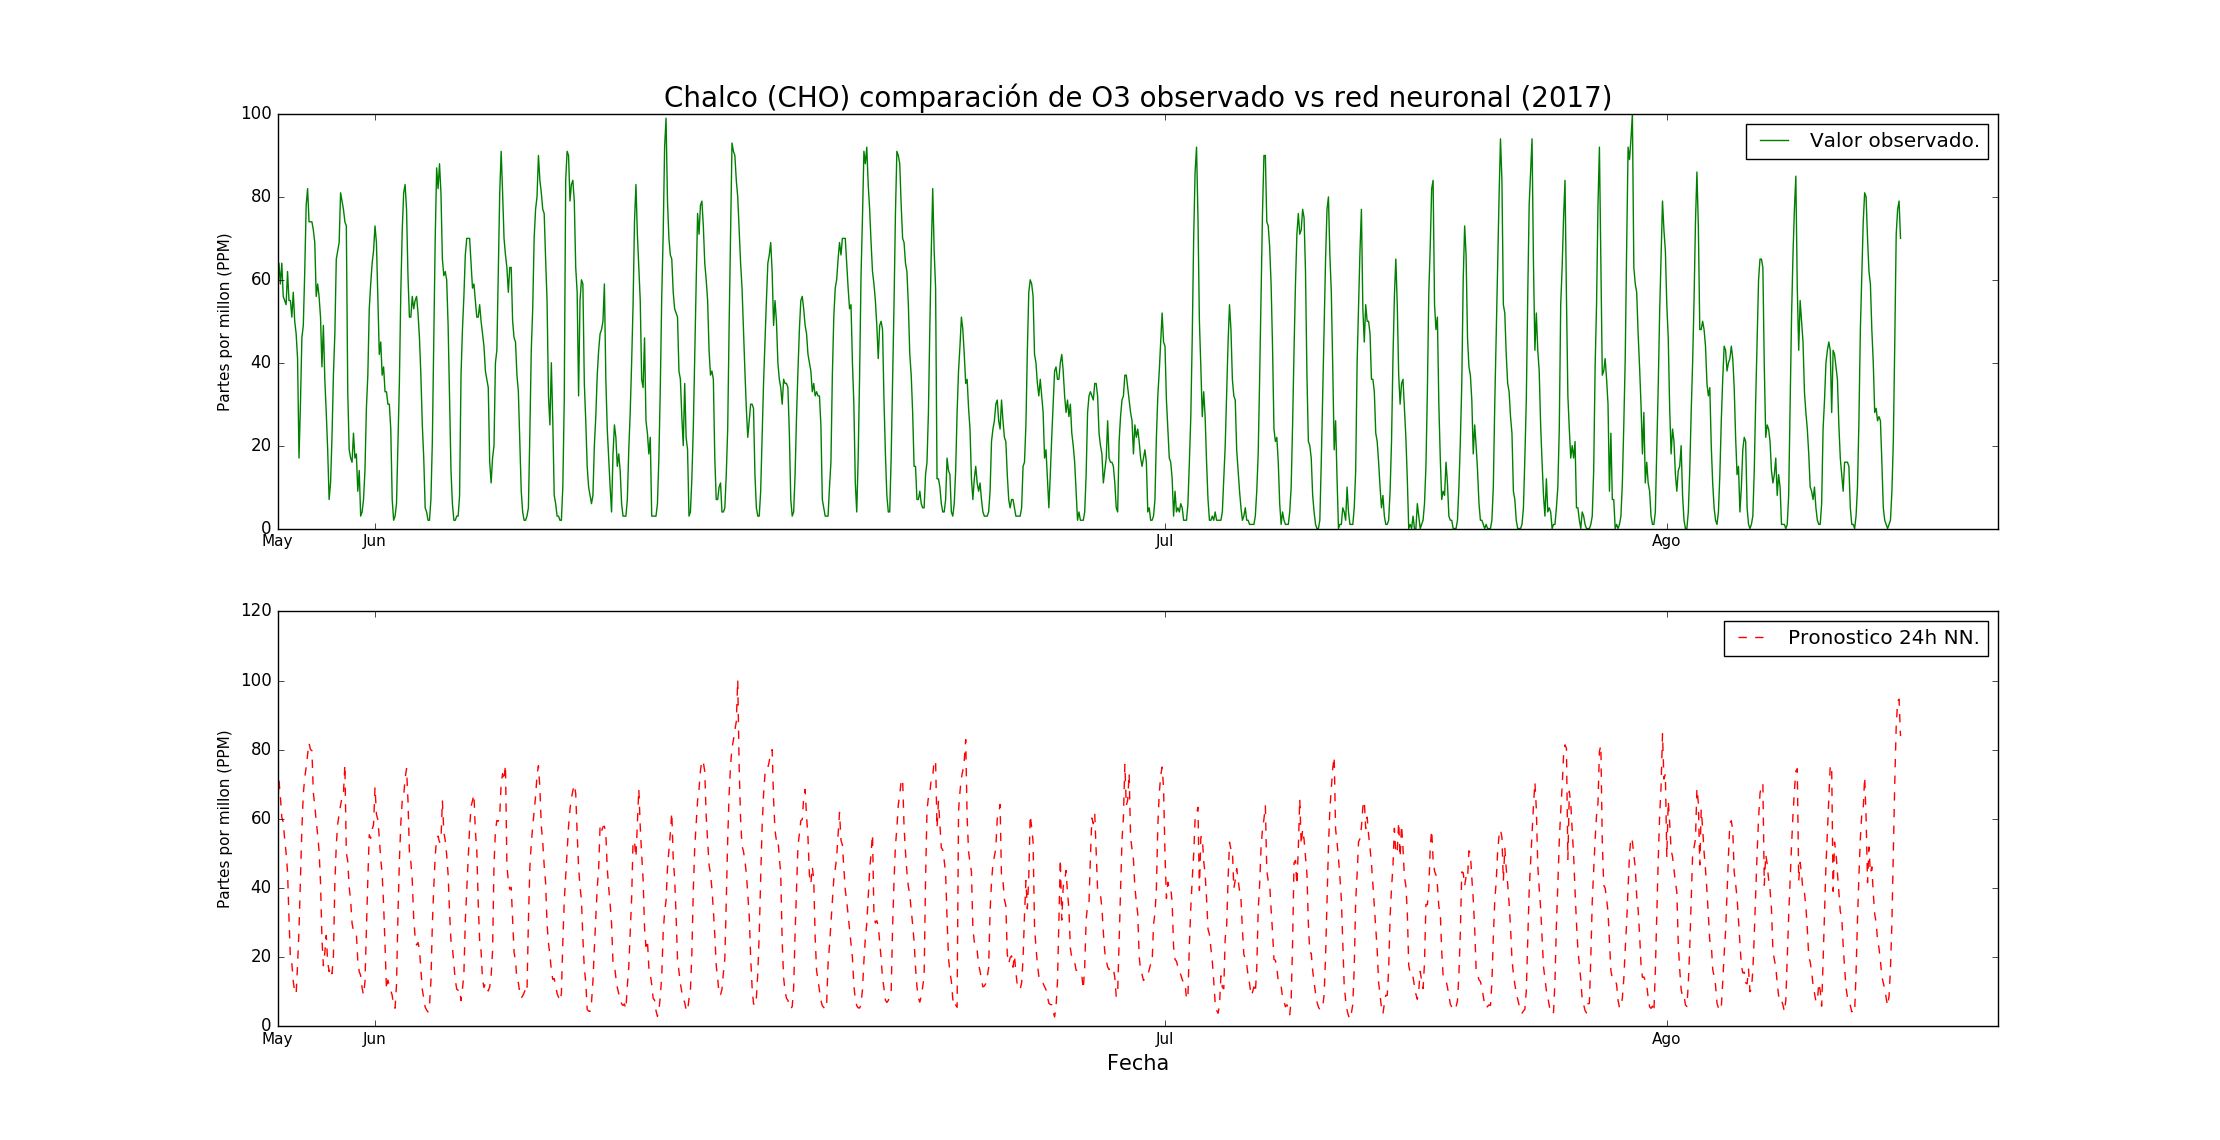 Chalco (CHO) comparación de O3 observado vs red neuronal (2017)
100
80
60
40
20
0
Partes por millon (PPM)
Valor observado.
May Jun Jul Ago
120
100
80
60
40
20
0
Partes por millon (PPM)
Pronostico 24h NN.
May Jun Jul Ago
Fecha